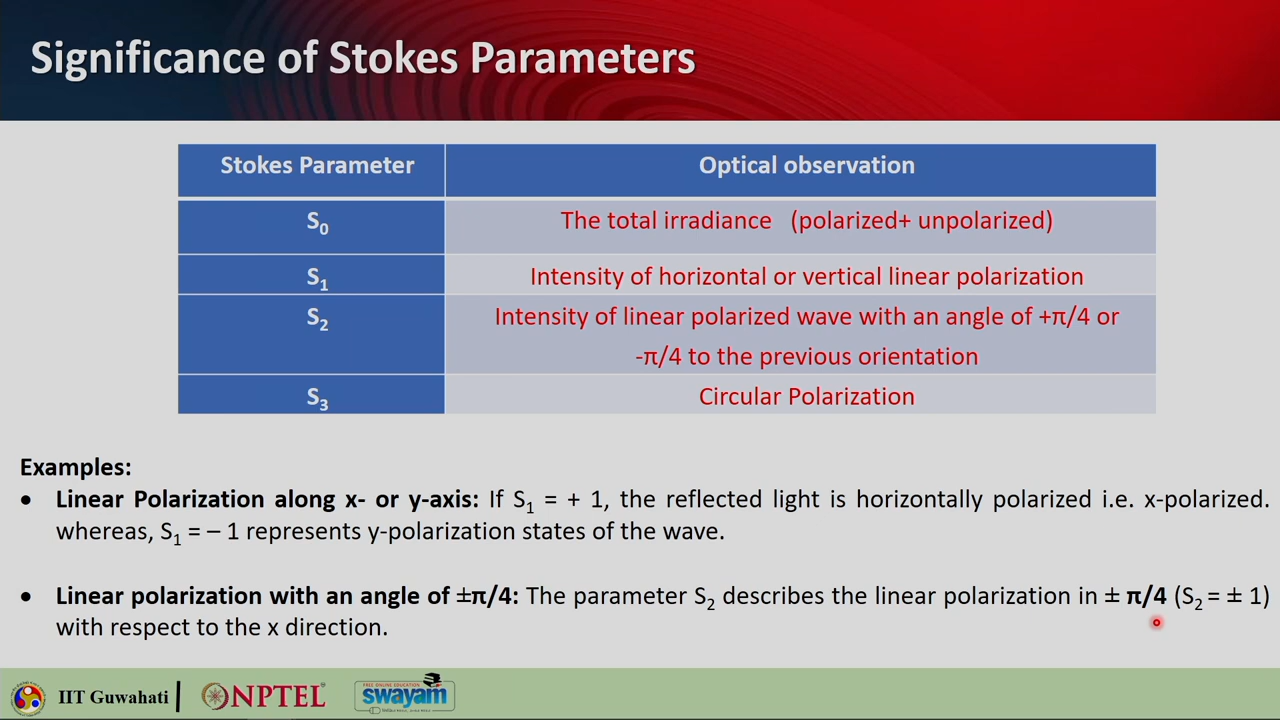 Significance of Stokes Parameters
Stokes Parameter Optical observation
S0 The total irradiance (polarized+ unpolarized)
S1 Intensity of horizontal or vertical linear polarization
S2 Intensity of linear polarized wave with an angle of +π/4 or
-π/4 to the previous orientation
S3 Circular Polarization
Examples:
• Linear Polarization along x- or y-axis: If S1 = + 1, the reflected light is horizontally polarized i.e. x-polarized.
whereas, S1 = – 1 represents y-polarization states of the wave.
• Linear polarization with an angle of ±π/4: The parameter S2 describes the linear polarization in ± π/4 (S2 = ± 1)
with respect to the x direction.
IIT Guwahati NPTEL
FREE ONLINE EDUCATION
swayam